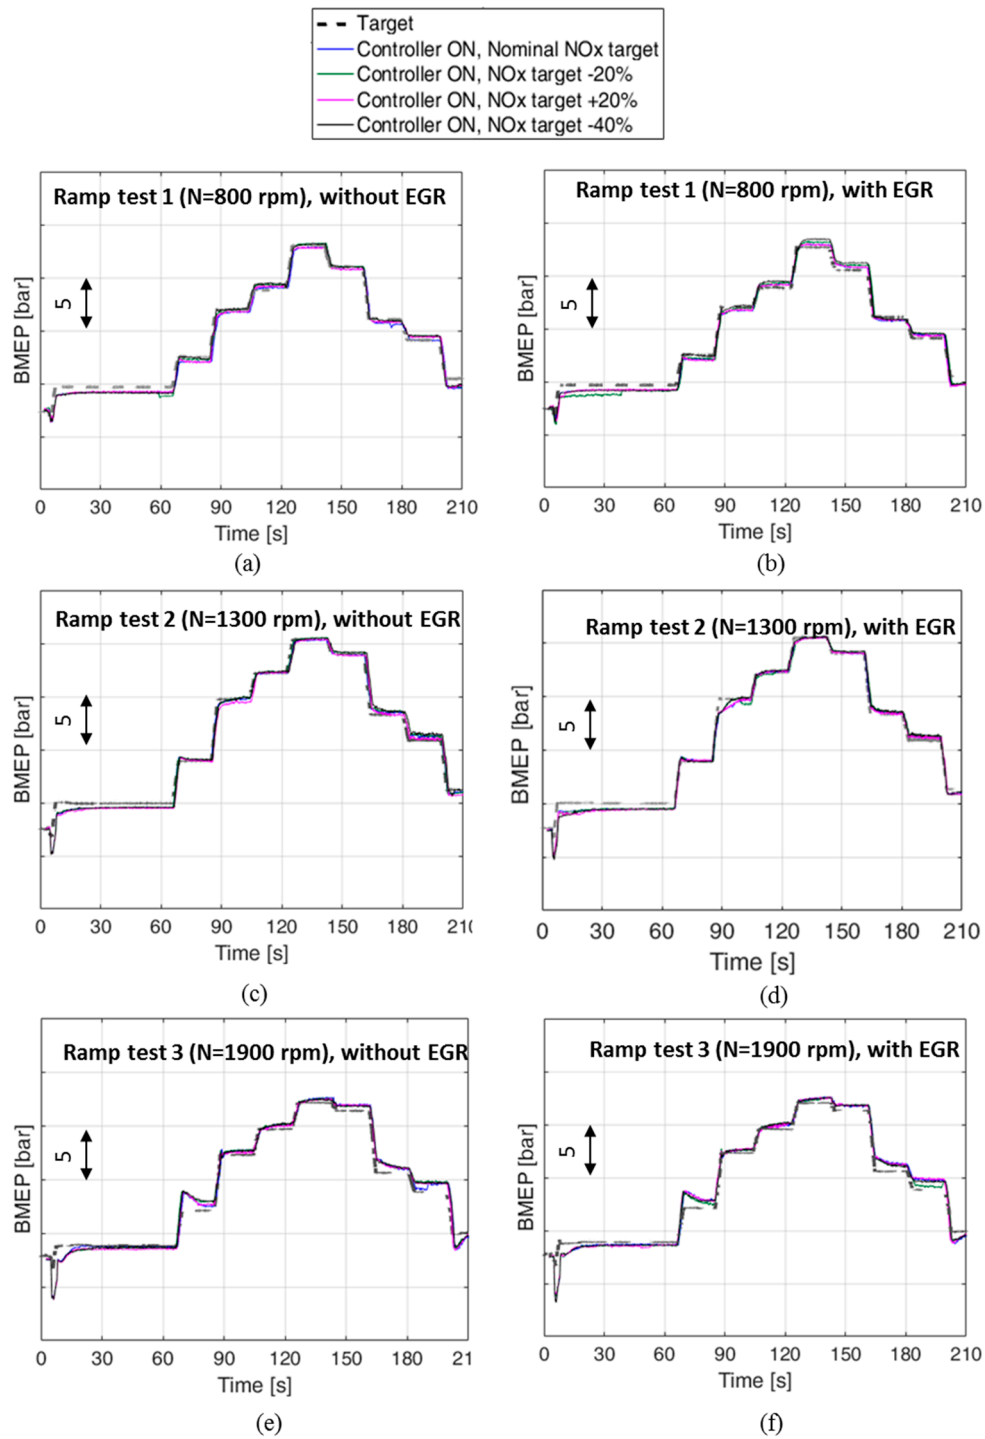 Target
Controller ON, Nominal NOx target
Controller ON, NOx target -20%
Controller ON, NOx target +20%
Controller ON, NOx target -40%
Ramp test 1 (N=800 rpm), without EGR
BMEP [bar]
5
0 30 60 90 120 150 180 210
Time [s]
(a)
Ramp test 1 (N=800 rpm), with EGR
BMEP [bar]
5
0 30 60 90 120 150 180 210
Time [s]
(b)
Ramp test 2 (N=1300 rpm), without EGR
BMEP [bar]
5
0 30 60 90 120 150 180 210
Time [s]
(c)
Ramp test 2 (N=1300 rpm), with EGR
BMEP [bar]
5
0 30 60 90 120 150 180 210
Time [s]
(d)
Ramp test 3 (N=1900 rpm), without EGR
BMEP [bar]
5
0 30 60 90 120 150 180 21
Time [s]
(e)
Ramp test 3 (N=1900 rpm), with EGR
BMEP [bar]
5
0 30 60 90 120 150 180 210
Time [s]
(f)